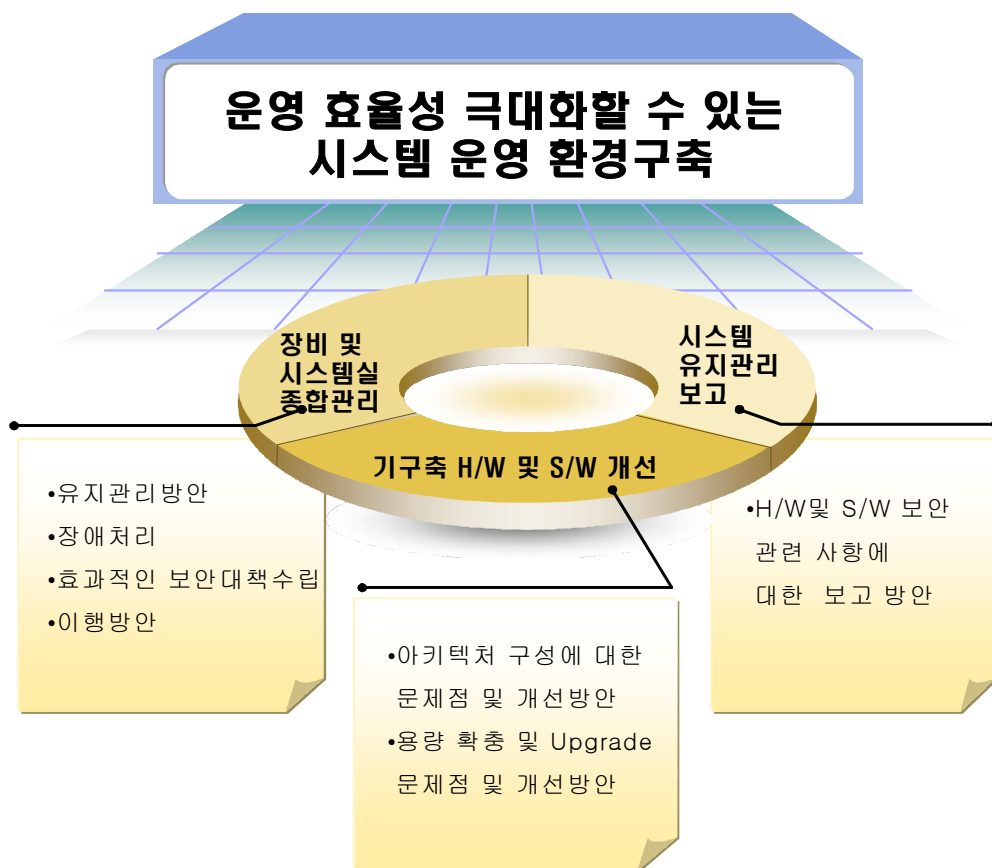 운영 효율성 극대화할 수 있는
시스템 운영 환경구축
장비 및
시스템실
종합관리
시스템
유지관리
보고
기구축 H/W 및 S/W 개선
•유지관리방안
•장애처리
•효과적인 보안대책수립
•이행방안
•아키텍처 구성에 대한
문제점 및 개선방안
•용량 확충 및 Upgrade
문제점 및 개선방안
•H/W및 S/W 보안
관련 사항에
대한 보고 방안